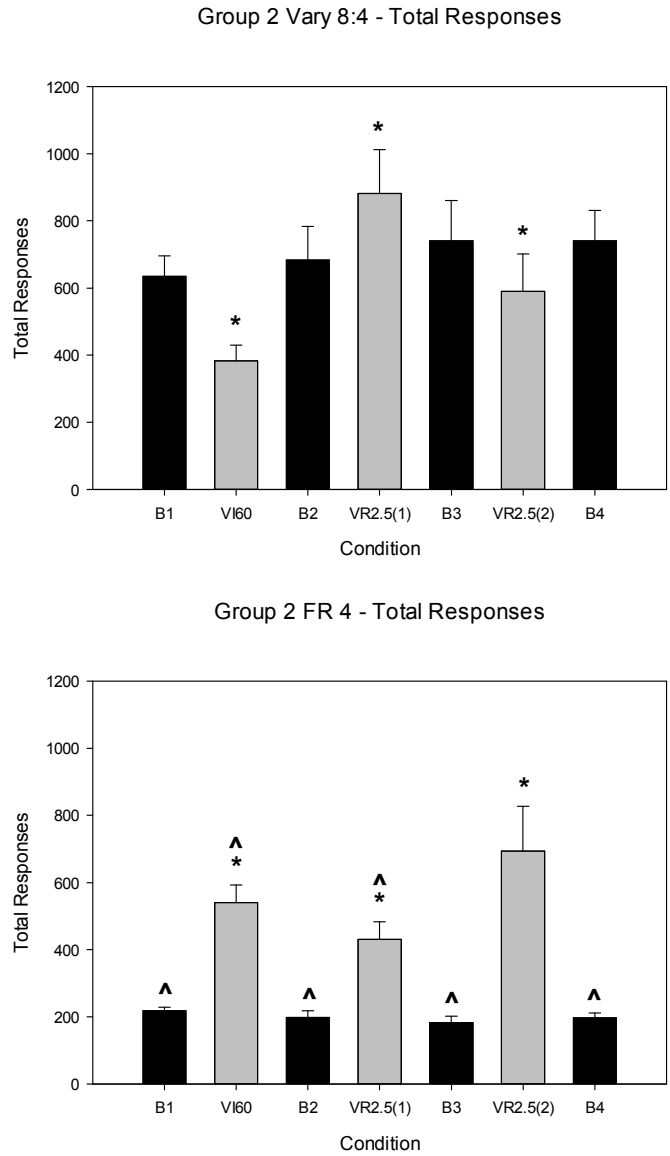 Group 2 Vary 8:4 - Total Responses
1200
1000
800
600
400
200
0
Total Responses
*
*
*
B1 VI60 B2 VR2.5(1) B3 VR2.5(2) B4
Condition
Group 2 FR 4 - Total Responses
1200
1000
800
600
400
200
0
Total Responses
*
^ ^
* *
^ ^ ^ ^
B1 VI60 B2 VR2.5(1) B3 VR2.5(2) B4
Condition